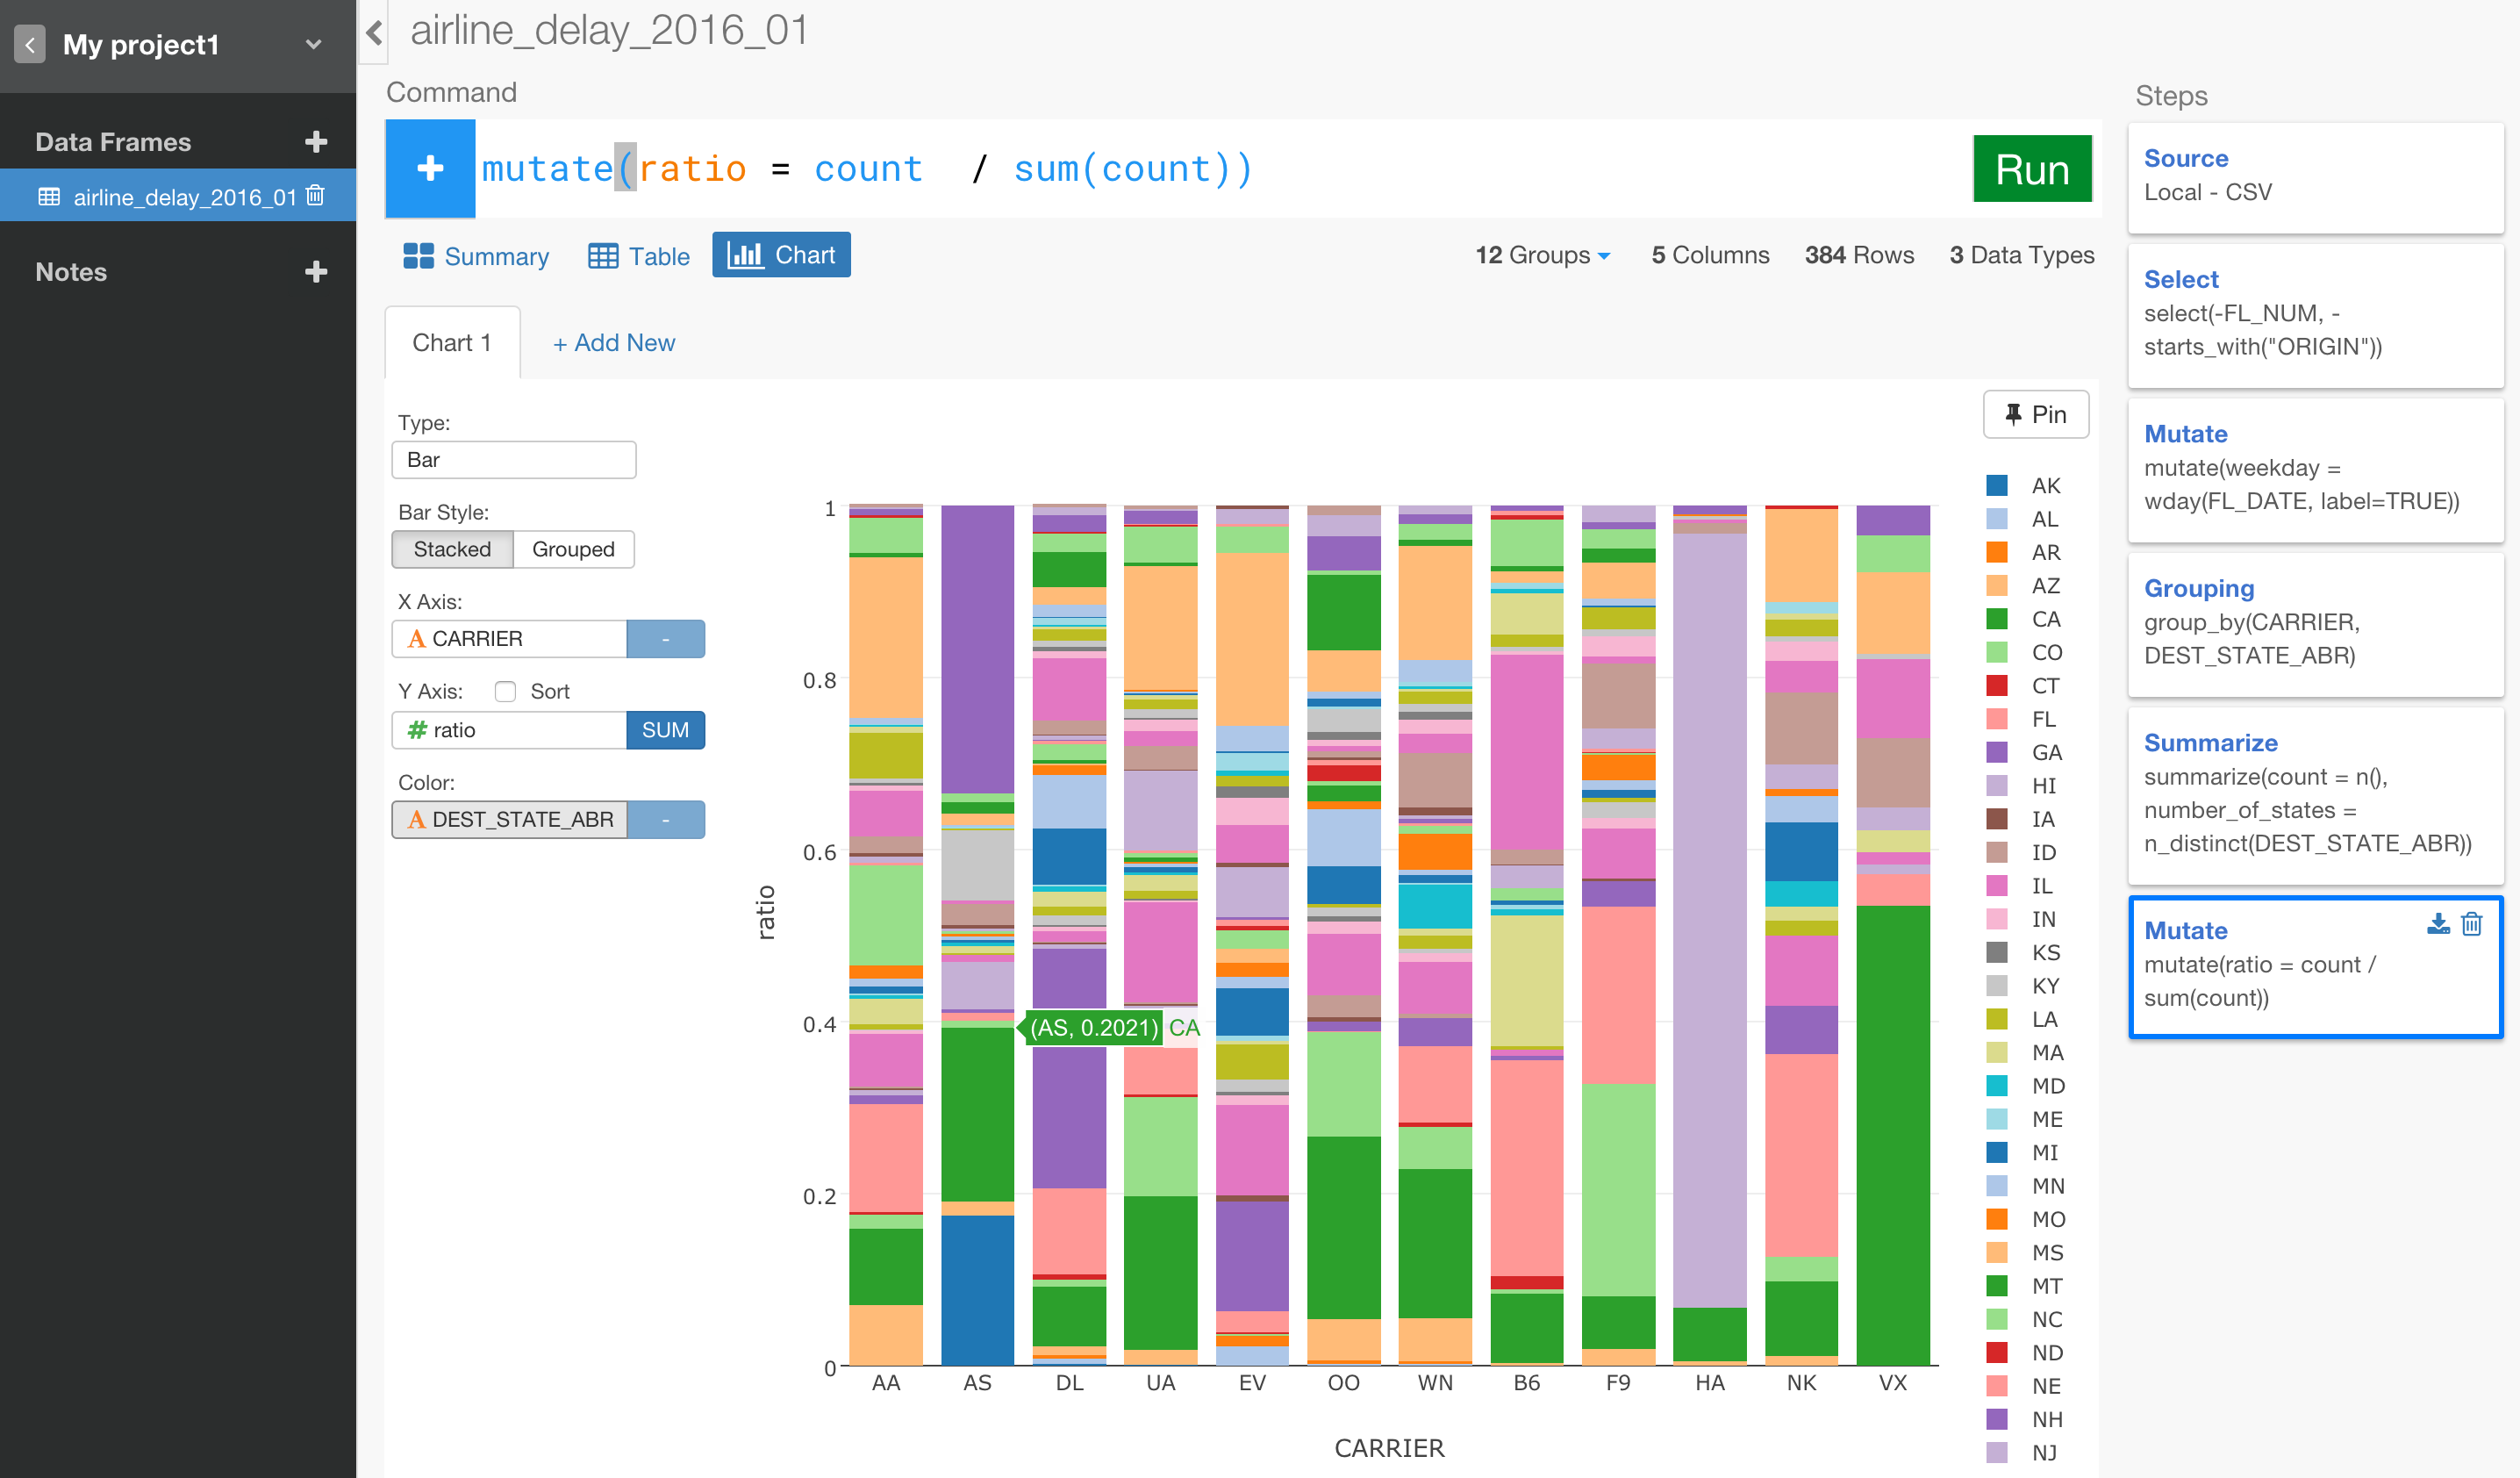 My project1
Data Frames
airline_delay_2016_01
Notes
airline_delay_2016_01
Command
mutate(ratio = count / sum(count))
Run
Summary
Table
Chart
12 Groups
5 Columns
384 Rows
3 Data Types
Chart 1
+ Add New
Type:
Bar
Bar Style:
Stacked
Grouped
X Axis:
A CARRIER
-
Y Axis:
Sort
# ratio
SUM
Color:
A DEST_STATE_ABR
-
Pin
ratio
1
0.8
0.6
0.4
0.2
0
(AS, 0.2021) CA
AA
AS
DL
UA
EV
OO
WN
B6
F9
HA
NK
VX
CARRIER
AK
AL
AR
AZ
CA
CO
CT
FL
GA
HI
IA
ID
IL
IN
KS
KY
LA
MA
MD
ME
MI
MN
MO
MS
MT
NC
ND
NE
NH
NJ
Steps
Source
Local - CSV
Select
select(-FL_NUM, -
starts_with("ORIGIN"))
Mutate
mutate(weekday =
wday(FL_DATE, label=TRUE))
Grouping
group_by(CARRIER,
DEST_STATE_ABR)
Summarize
summarize(count = n(),
number_of_states =
n_distinct(DEST_STATE_ABR))
Mutate
mutate(ratio = count /
sum(count))